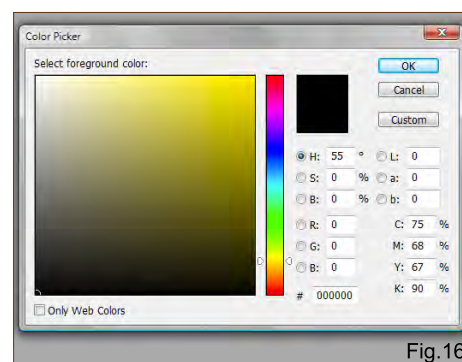 Color Picker
Select foreground color:
OK
Cancel
Custom
H: 55 ° L: 0
S: 0 % a: 0
B: 0 % b: 0
R: 0 C: 75 %
G: 0 M: 68 %
B: 0 Y: 67 %
# 000000 K: 90 %
Only Web Colors
Fig.16